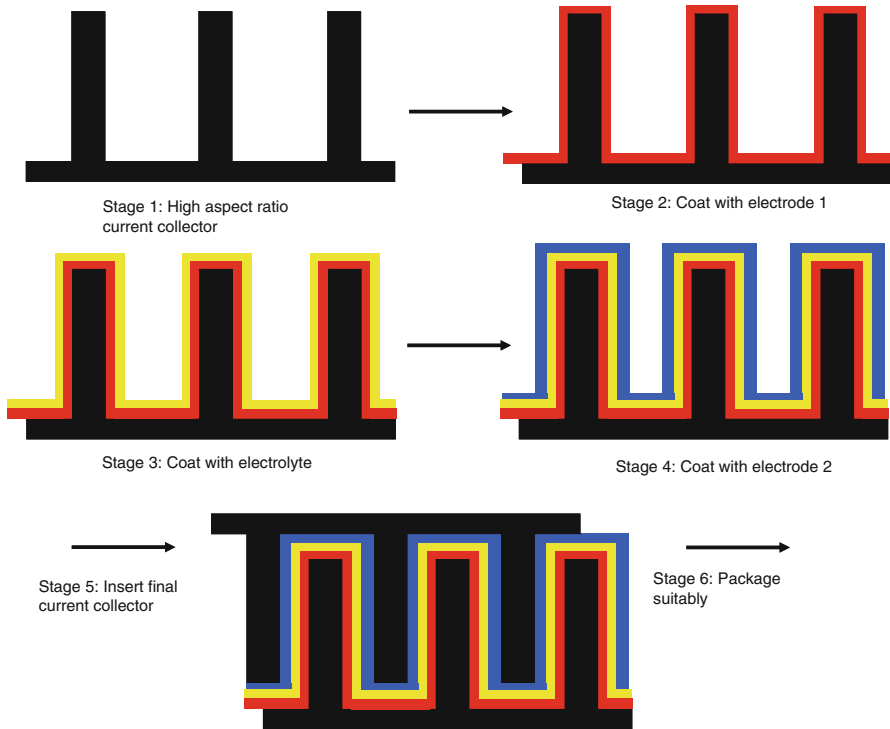 Stage 1: High aspect ratio
current collector
Stage 2: Coat with electrode 1
Stage 3: Coat with electrolyte
Stage 4: Coat with electrode 2
Stage 5: Insert final
current collector
Stage 6: Package
suitably